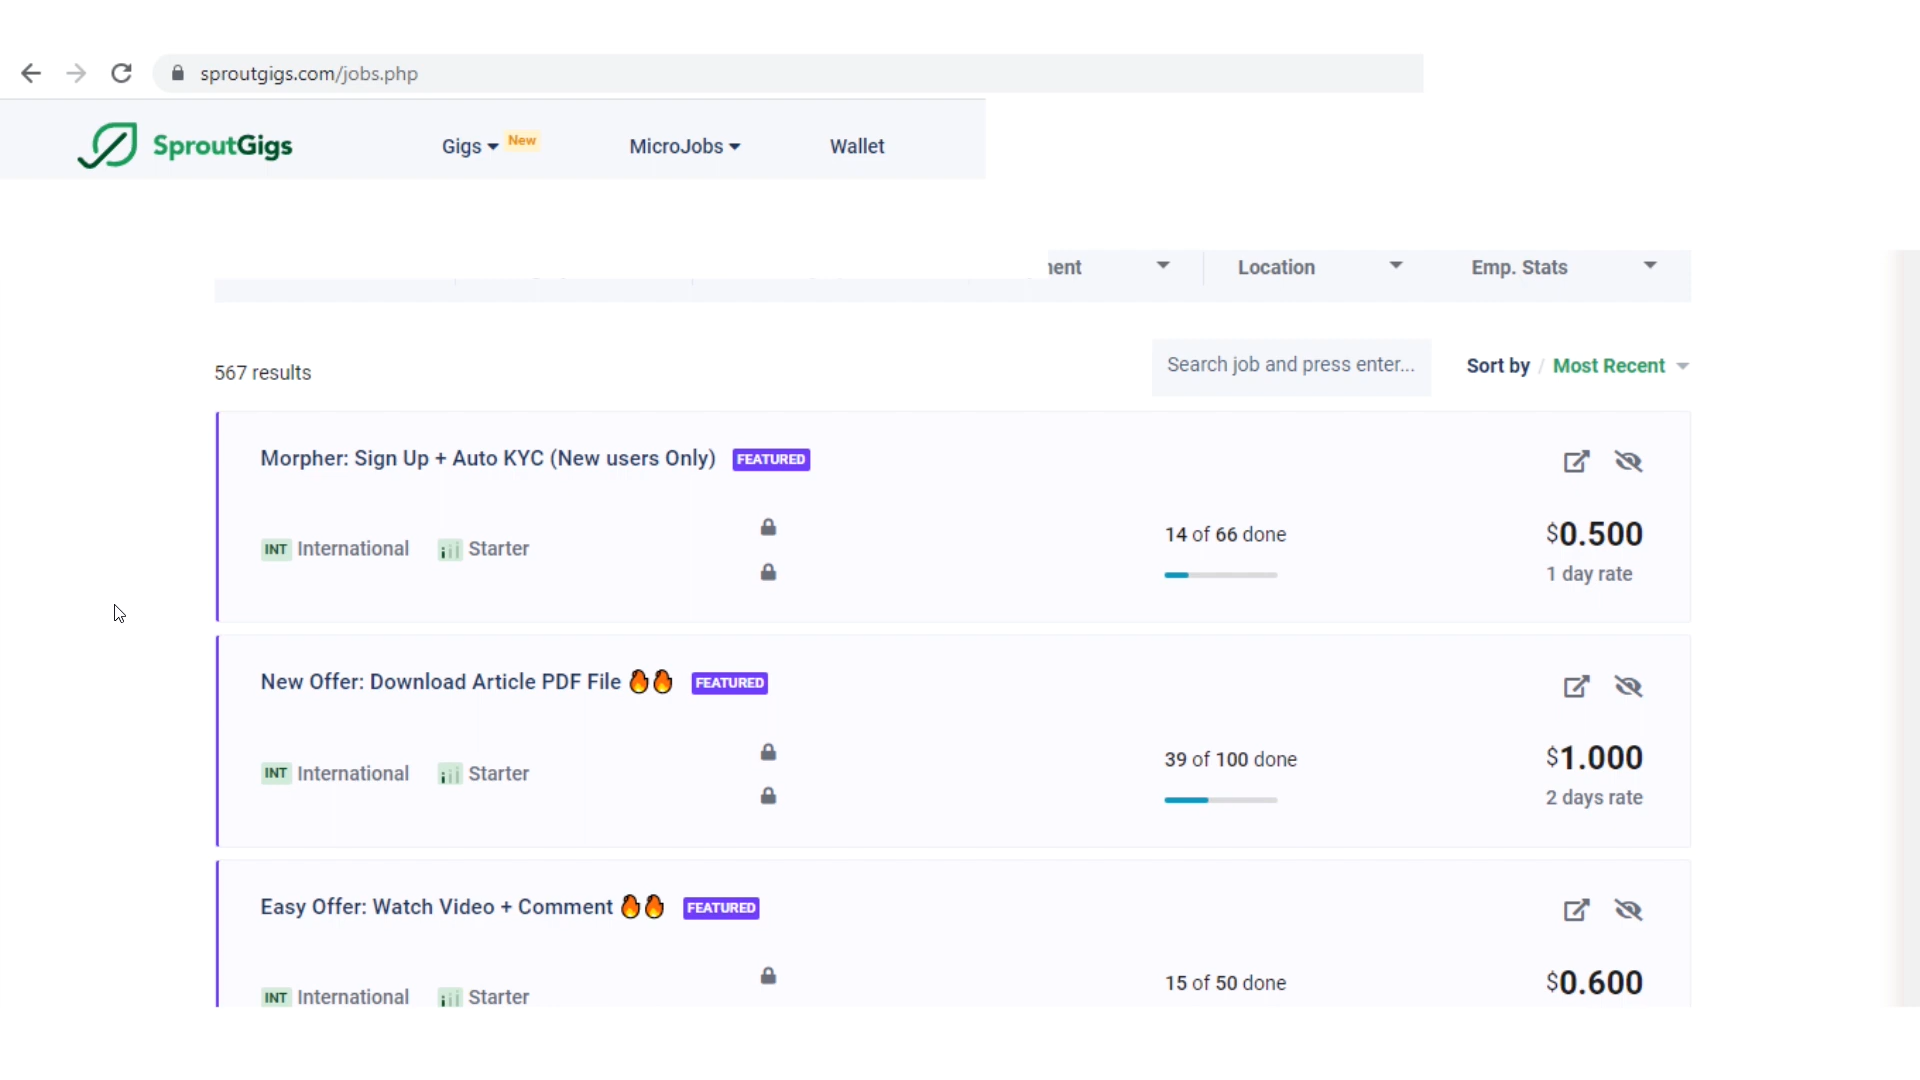 sproutgigs.com/jobs.php
SproutGigs
Gigs New
MicroJobs
Wallet
Location
Emp. Stats
567 results
Search job and press enter...
Sort by / Most Recent
Morpher: Sign Up + Auto KYC (New users Only) FEATURED
INT International Starter
14 of 66 done
$0.500
1 day rate
New Offer: Download Article PDF File 🔥🔥 FEATURED
INT International Starter
39 of 100 done
$1.000
2 days rate
Easy Offer: Watch Video + Comment 🔥🔥 FEATURED
INT International Starter
15 of 50 done
$0.600